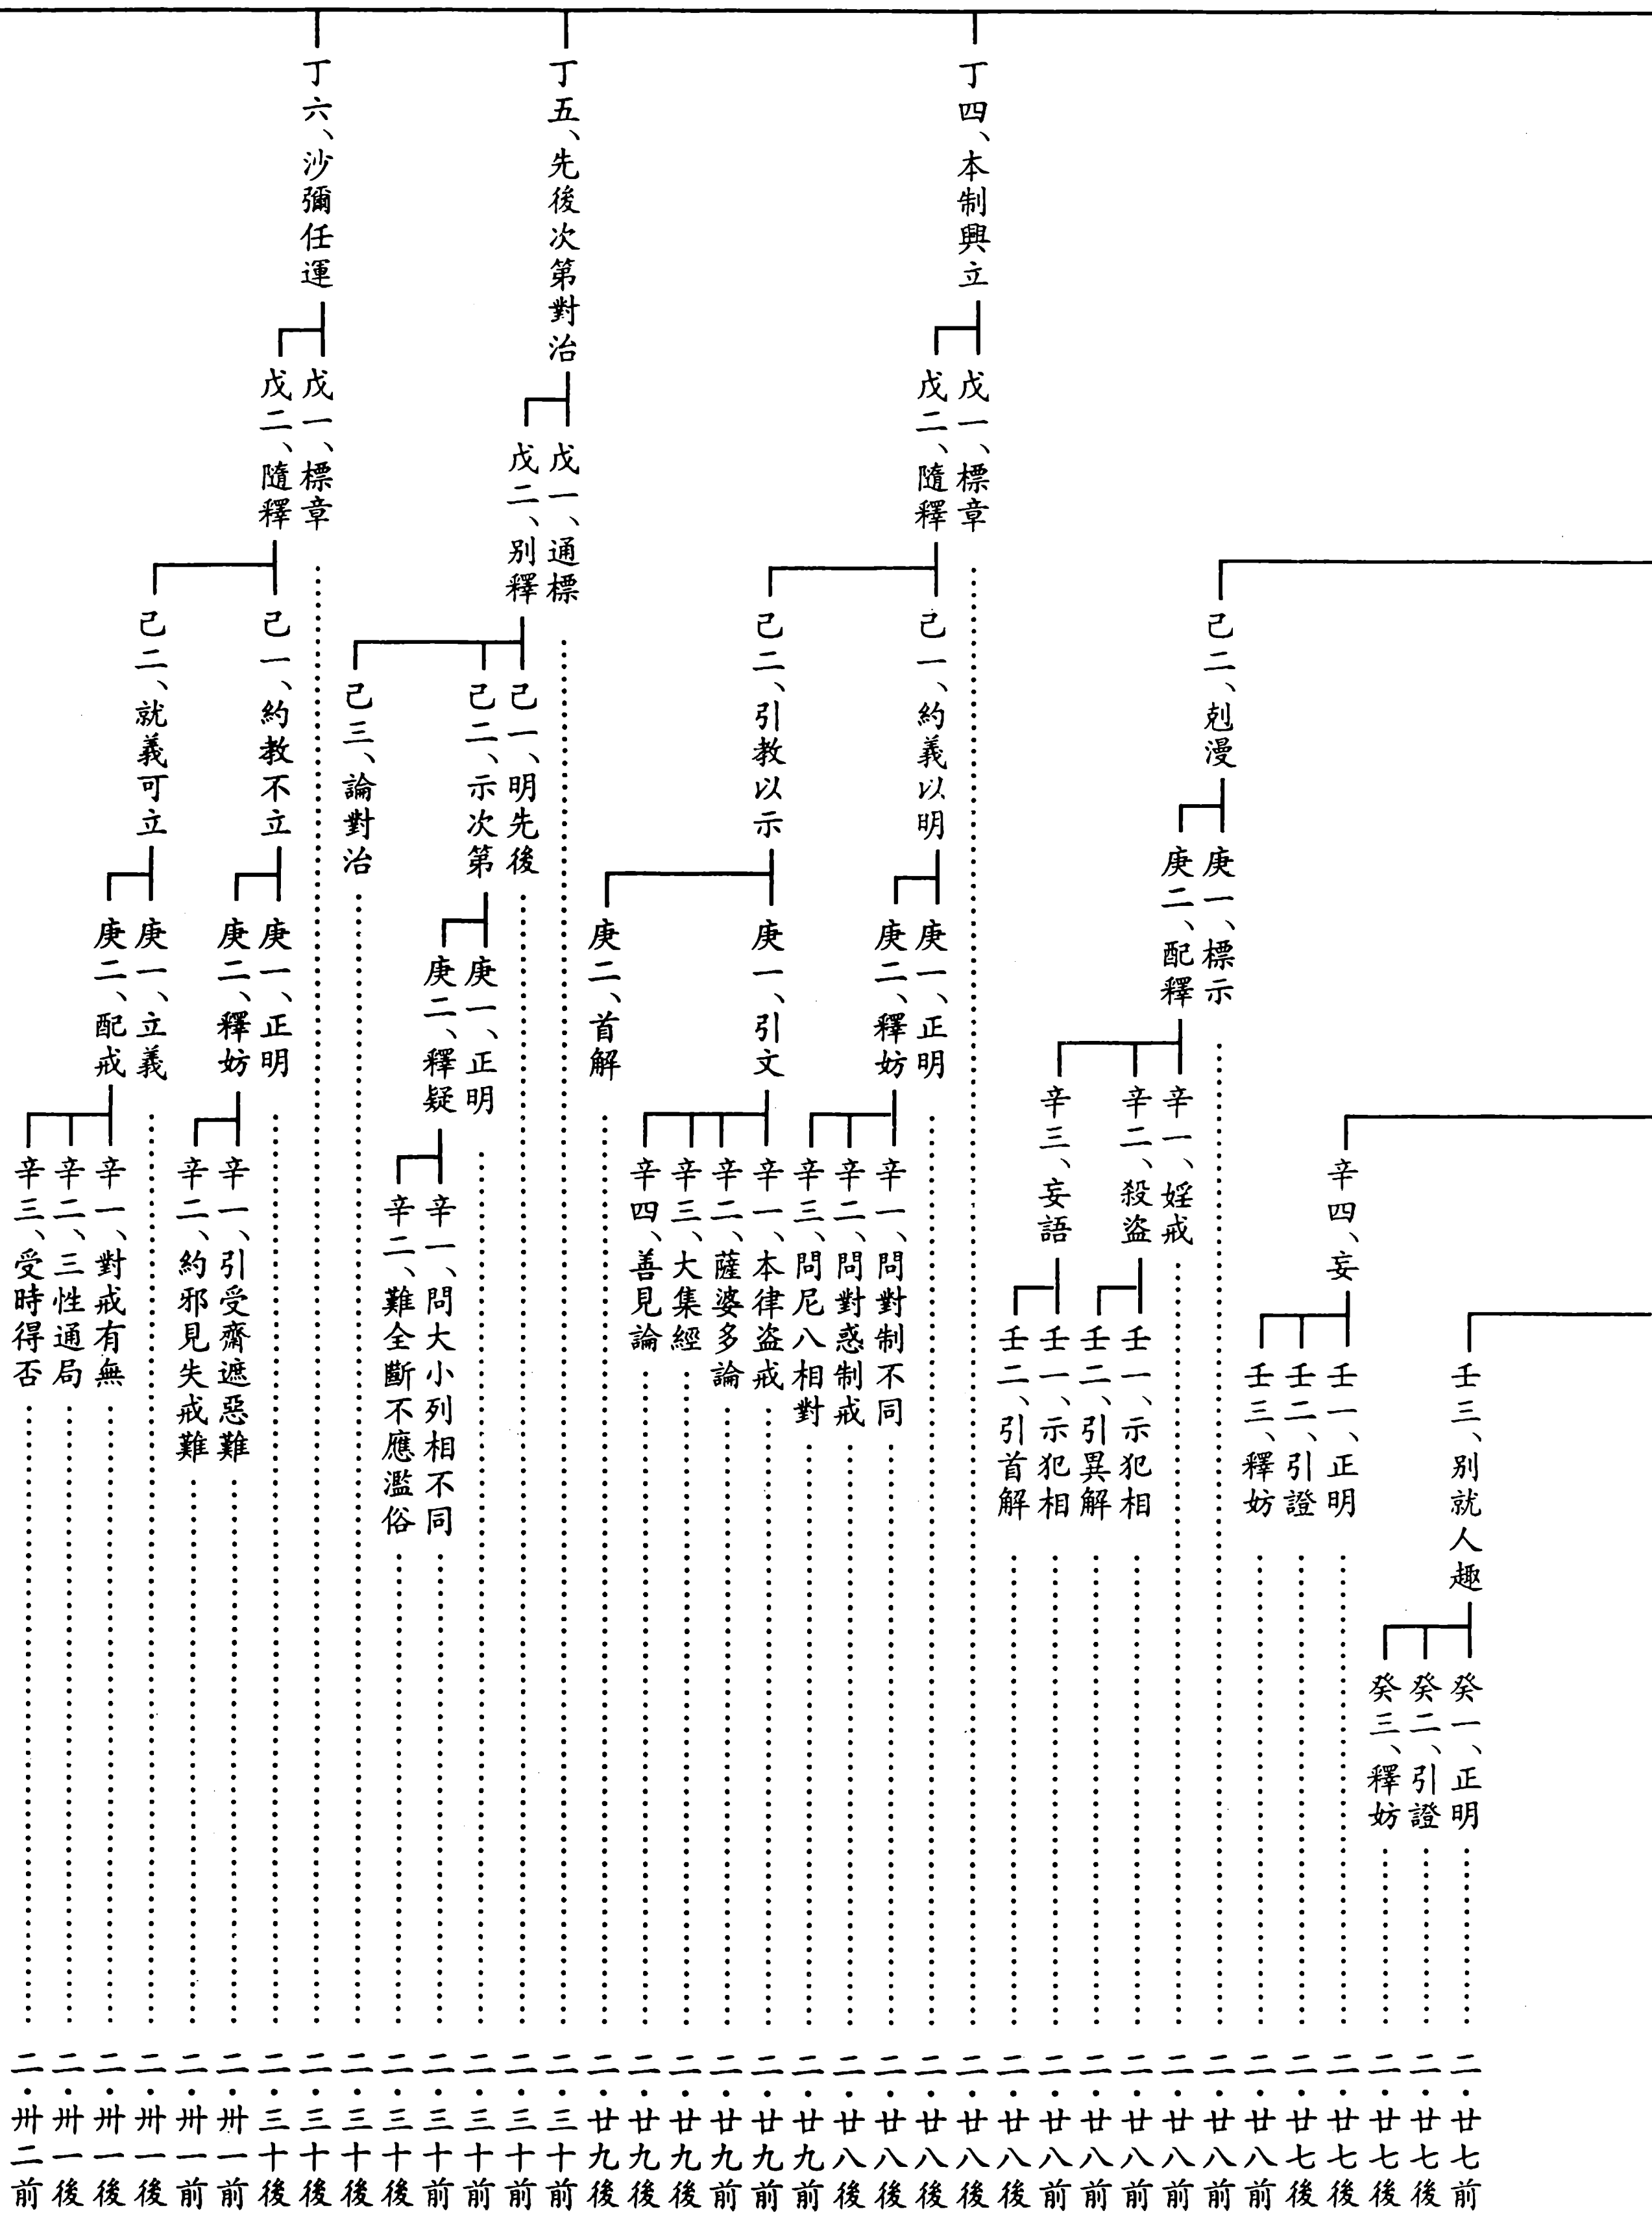 壬三、別就人趣
癸一、正明 二・廿七前
癸二、引證 二・廿七後
癸三、釋妨 二・廿七後
辛四、妄
壬一、正明 二・廿七後
壬二、引證 二・廿七後
壬三、釋妨 二・廿八前
己二、剋漫
庚一、標示 二・廿八前
庚二、配釋
辛一、婬戒 二・廿八前
辛二、殺盜
壬一、示犯相 二・廿八前
壬二、引異解 二・廿八前
辛三、妄語
壬一、示犯相 二・廿八前
壬二、引首解 二・廿八後
丁四、本制興立
戊一、標章 二・廿八後
戊二、隨釋
己一、約義以明
庚一、正明 二・廿八後
庚二、釋妨
辛一、問對制不同 二・廿八後
辛二、問對惑制戒 二・廿八後
辛三、問尼八相對 二・廿九前
己二、引教以示
庚一、引文
辛一、本律盜戒 二・廿九前
辛二、薩婆多論 二・廿九前
辛三、大集經 二・廿九後
辛四、善見論 二・廿九後
庚二、首解 二・廿九後
丁五、先後次第對治
戊一、通標 二・三十前
戊二、別釋
己一、明先後 二・三十前
己二、示次第
庚一、正明 二・三十前
庚二、釋疑
辛一、問大小列相不同 二・三十前
辛二、難全斷不應濫俗 二・三十後
己三、論對治 二・三十後
丁六、沙彌任運
戊一、標章 二・三十後
戊二、隨釋
己一、約教不立
庚一、正明 二・三十後
庚二、釋妨
辛一、引受齋遮惡難 二・卅一前
辛二、約邪見失戒難 二・卅一前
己二、就義可立
庚一、立義 二・卅一後
庚二、配戒
辛一、對戒有無 二・卅一後
辛二、三性通局 二・卅一後
辛三、受時得否 二・卅二前